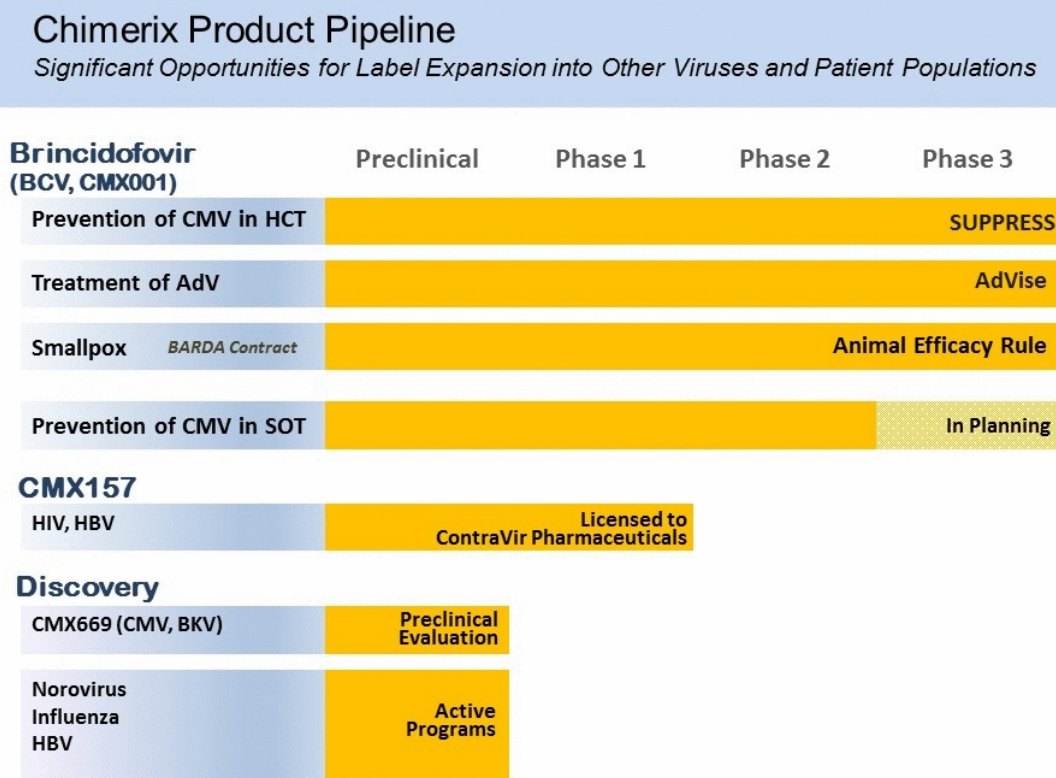 Chimerix Product Pipeline
Significant Opportunities for Label Expansion into Other Viruses and Patient Populations
Brincidofovir
(BCV, CMX001)
Preclinical Phase 1 Phase 2 Phase 3
Prevention of CMV in HCT SUPPRESS
Treatment of AdV AdVise
Smallpox BARDA Contract Animal Efficacy Rule
Prevention of CMV in SOT In Planning
CMX157
HIV, HBV Licensed to
ContraVir Pharmaceuticals
Discovery
CMX669 (CMV, BKV) Preclinical
Evaluation
Norovirus
Influenza
HBV
Active
Programs